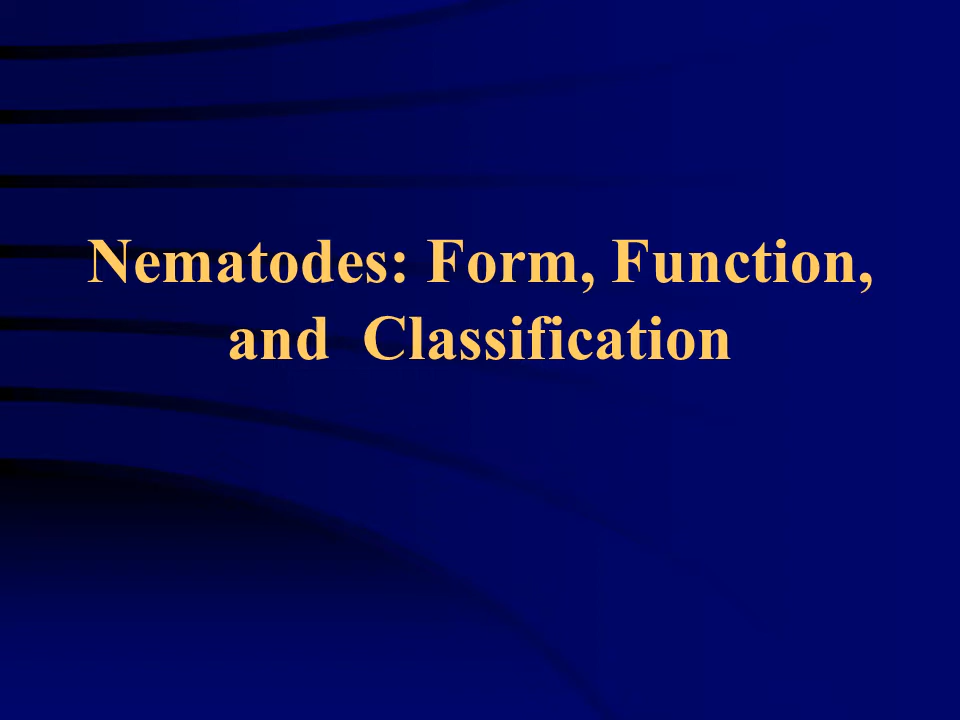 Nematodes: Form, Function,
and  Classification